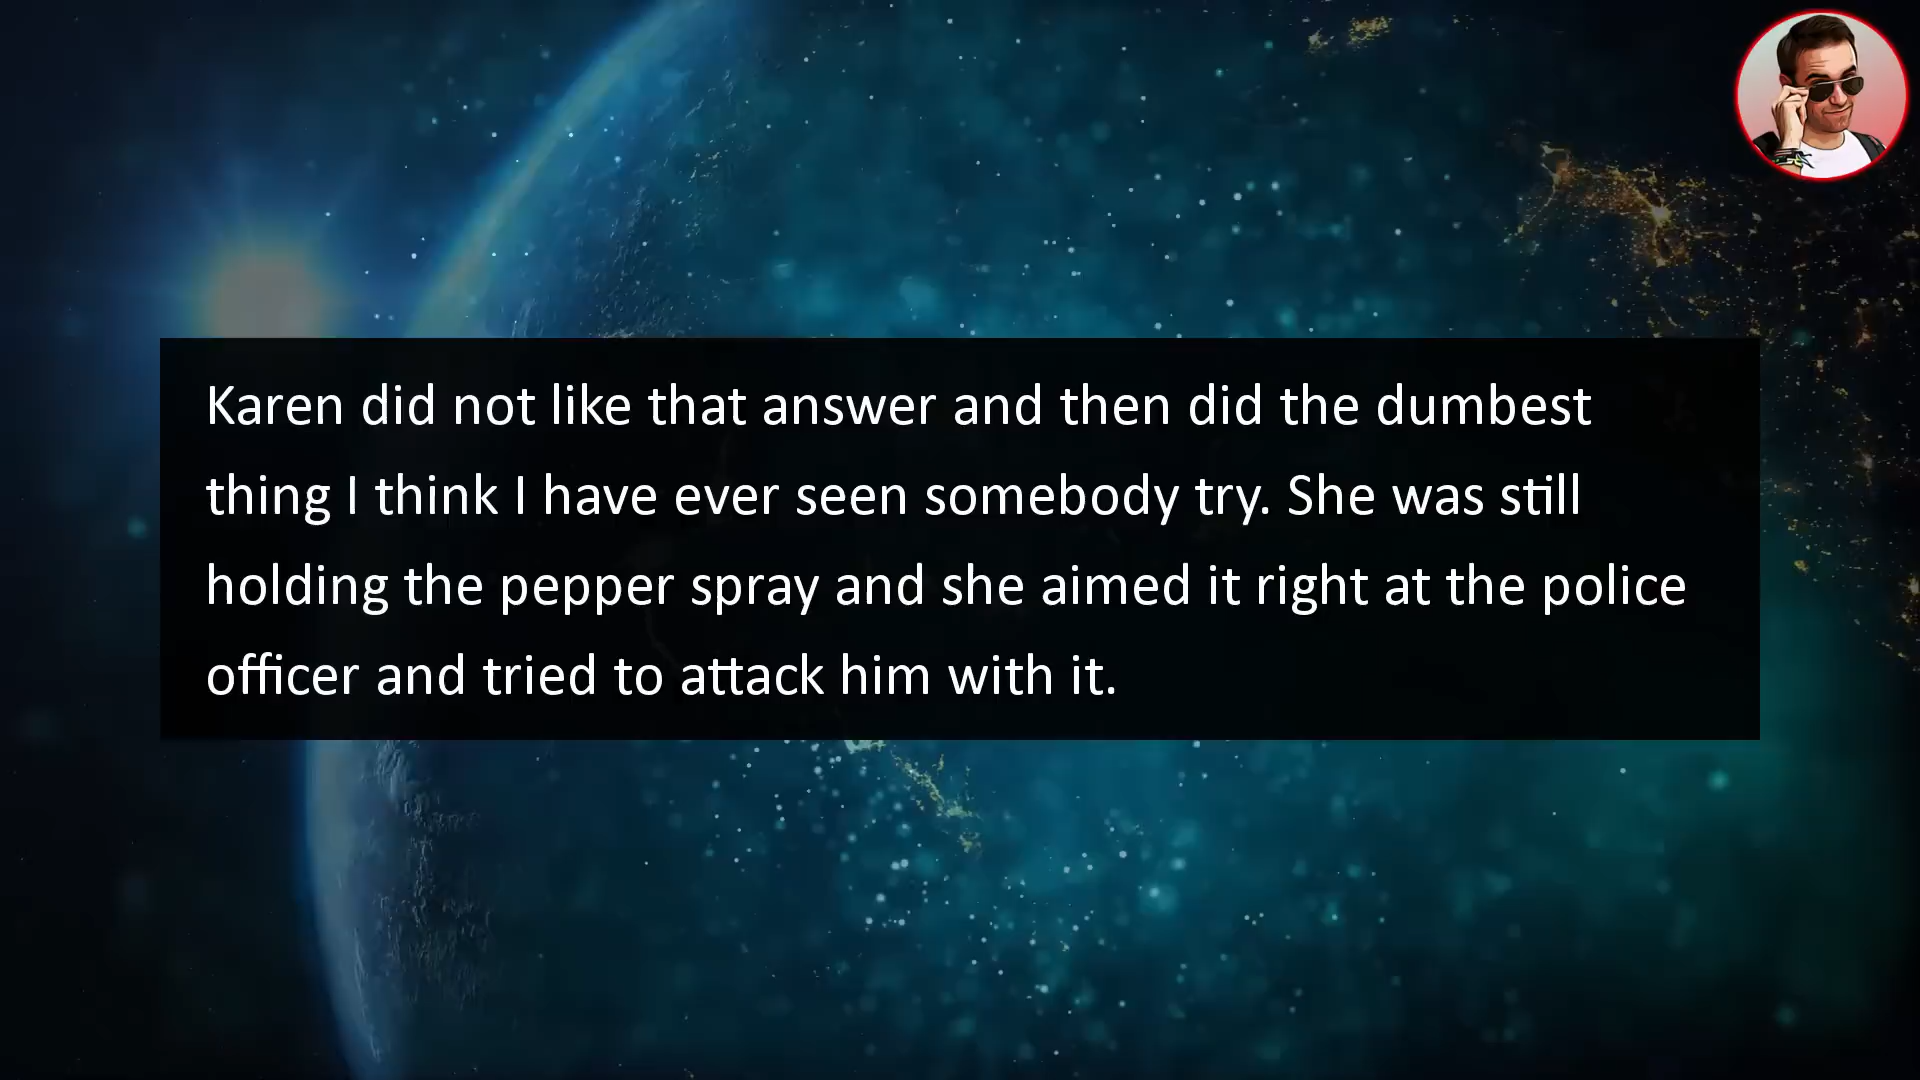 Karen did not like that answer and then did the dumbest
thing I think I have ever seen somebody try. She was still
holding the pepper spray and she aimed it right at the police
officer and tried to attack him with it.